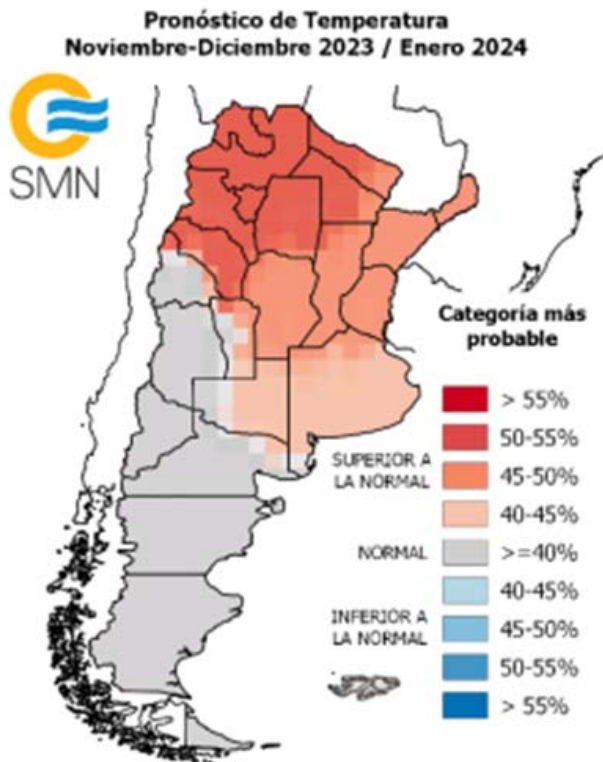 Pronóstico de Temperatura
Noviembre-Diciembre 2023 / Enero 2024
SMN
Categoría más
probable
> 55%
50-55%
SUPERIOR A
LA NORMAL
45-50%
40-45%
NORMAL
>=40%
40-45%
INFERIOR A
LA NORMAL
45-50%
50-55%
> 55%